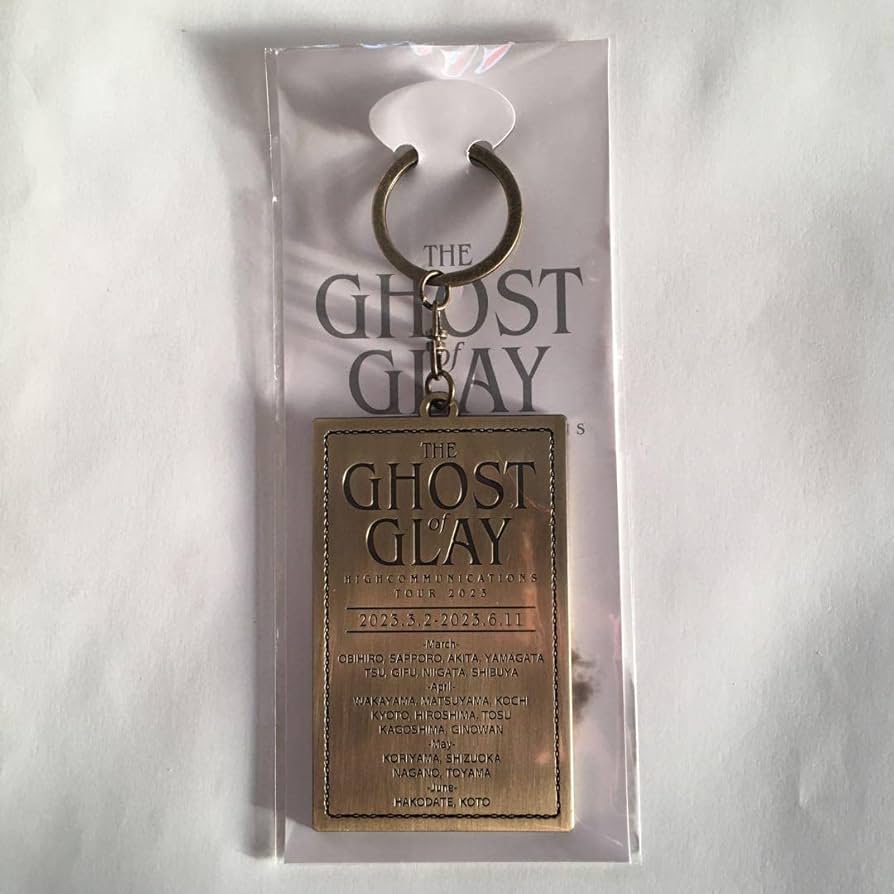 THE
GHOST
of
GLAY
NS
THE
GHOST
of
GLAY
HIGHCOMMUNICATIONS
TOUR 2023
2023.3.2-2023.6.11
-March-
OBIHIRO, SAPPORO, AKITA, YAMAGATA
TSU, GIFU, NIIGATA, SHIBUYA
-April-
WAKAYAMA, MATSUYAMA, KOCHI
KYOTO, HIROSHIMA, TOSU
KAGOSHIMA, GINOWAN
-May-
KORIYAMA, SHIZUOKA
NAGANO, TOYAMA
-June-
HAKODATE, KOTO